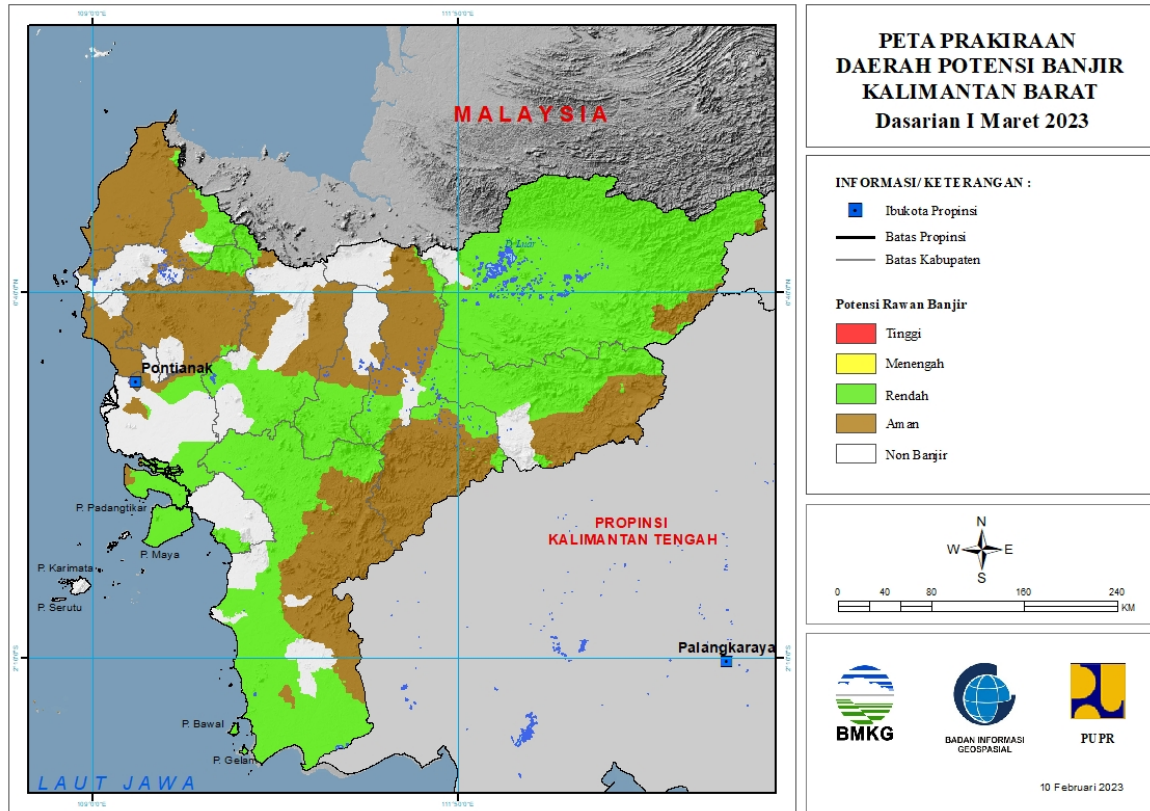 PETA PRAKIRAAN
DAERAH POTENSI BANJIR
KALIMANTAN BARAT
Dasarian I Maret 2023
INFORMASI/ KETERANGAN :
Ibukota Propinsi
Batas Propinsi
Batas Kabupaten
Potensi Rawan Banjir
Tinggi
Menengah
Rendah
Aman
Non Banjir
N
W E
S
0 40 80 160 240
KM
BMKG
BADAN INFORMASI
GEOSPASIAL
PUPR
10 Februari 2023
MALAYSIA
Pontianak
P. Padangtikar
P. Maya
P. Karimata
P. Serutu
PROPINSI
KALIMANTAN TENGAH
Palangkaraya
P. Bawal
P. Gelam
LAUT JAWA